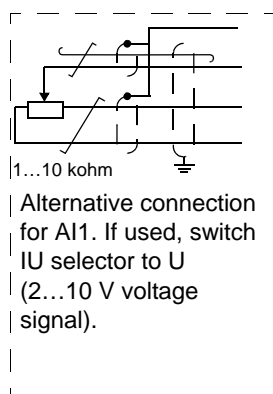 1…10 kohm
Alternative connection
for AI1. If used, switch
IU selector to U
(2…10 V voltage
signal).